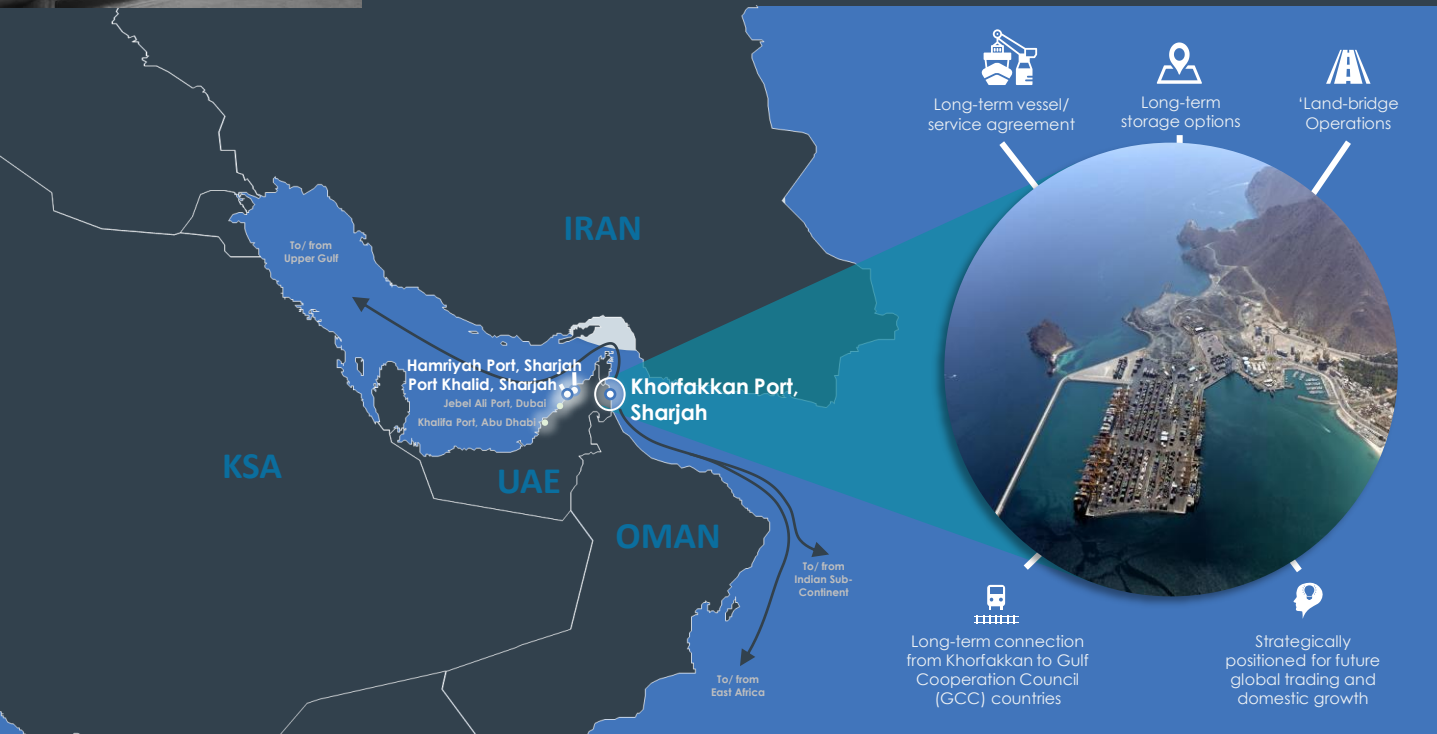 Long-term vessel/
service agreement
Long-term
storage options
‘Land-bridge
Operations
IRAN
To/ from
Upper Gulf
Hamriyah Port, Sharjah
Port Khalid, Sharjah
Jebel Ali Port, Dubai
Khalifa Port, Abu Dhabi
Khorfakkan Port,
Sharjah
KSA
UAE
OMAN
To/ from
Indian Sub-
Continent
To/ from
East Africa
Long-term connection
from Khorfakkan to Gulf
Cooperation Council
(GCC) countries
Strategically
positioned for future
global trading and
domestic growth